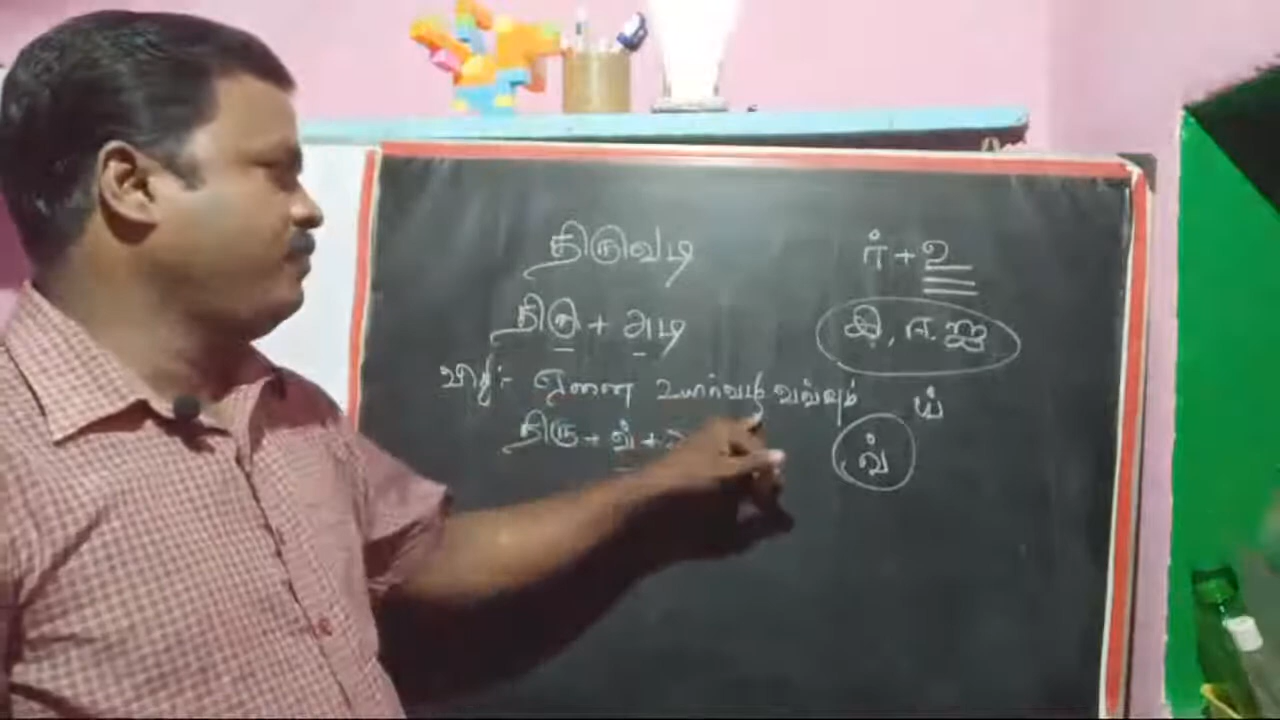 திருவடி
திரு + அடி
விதி:- ஏனை உயிர்வழி வவ்வும்
திரு + வ் +
ர் + உ
இ, ஈ. ஐ
ய்
வ்